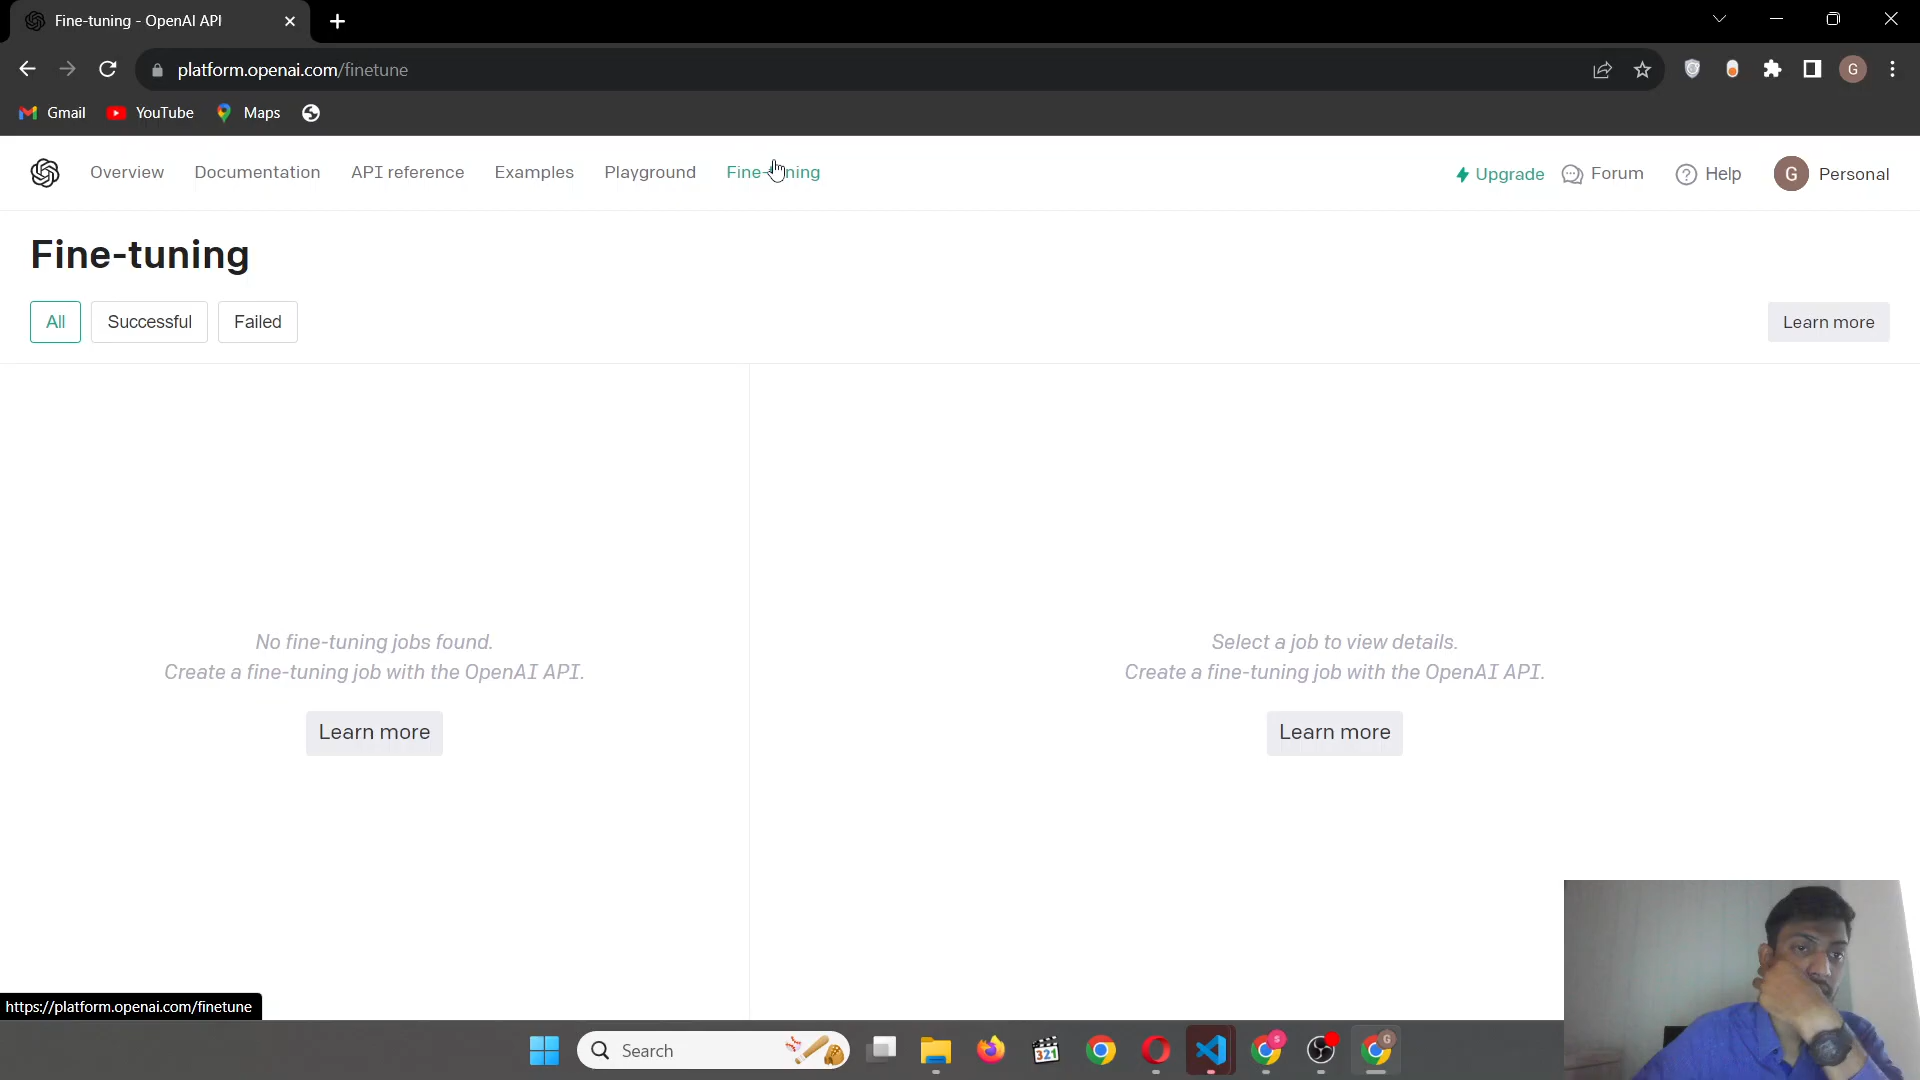 Fine-tuning - OpenAI API
platform.openai.com/finetune
G
Gmail
YouTube
Maps
Overview
Documentation
API reference
Examples
Playground
Fine-tuning
Upgrade
Forum
Help
G
Personal
Fine-tuning
All
Successful
Failed
Learn more
No fine-tuning jobs found.
Create a fine-tuning job with the OpenAI API.
Learn more
Select a job to view details.
Create a fine-tuning job with the OpenAI API.
Learn more
https://platform.openai.com/finetune
Search
321
S
G